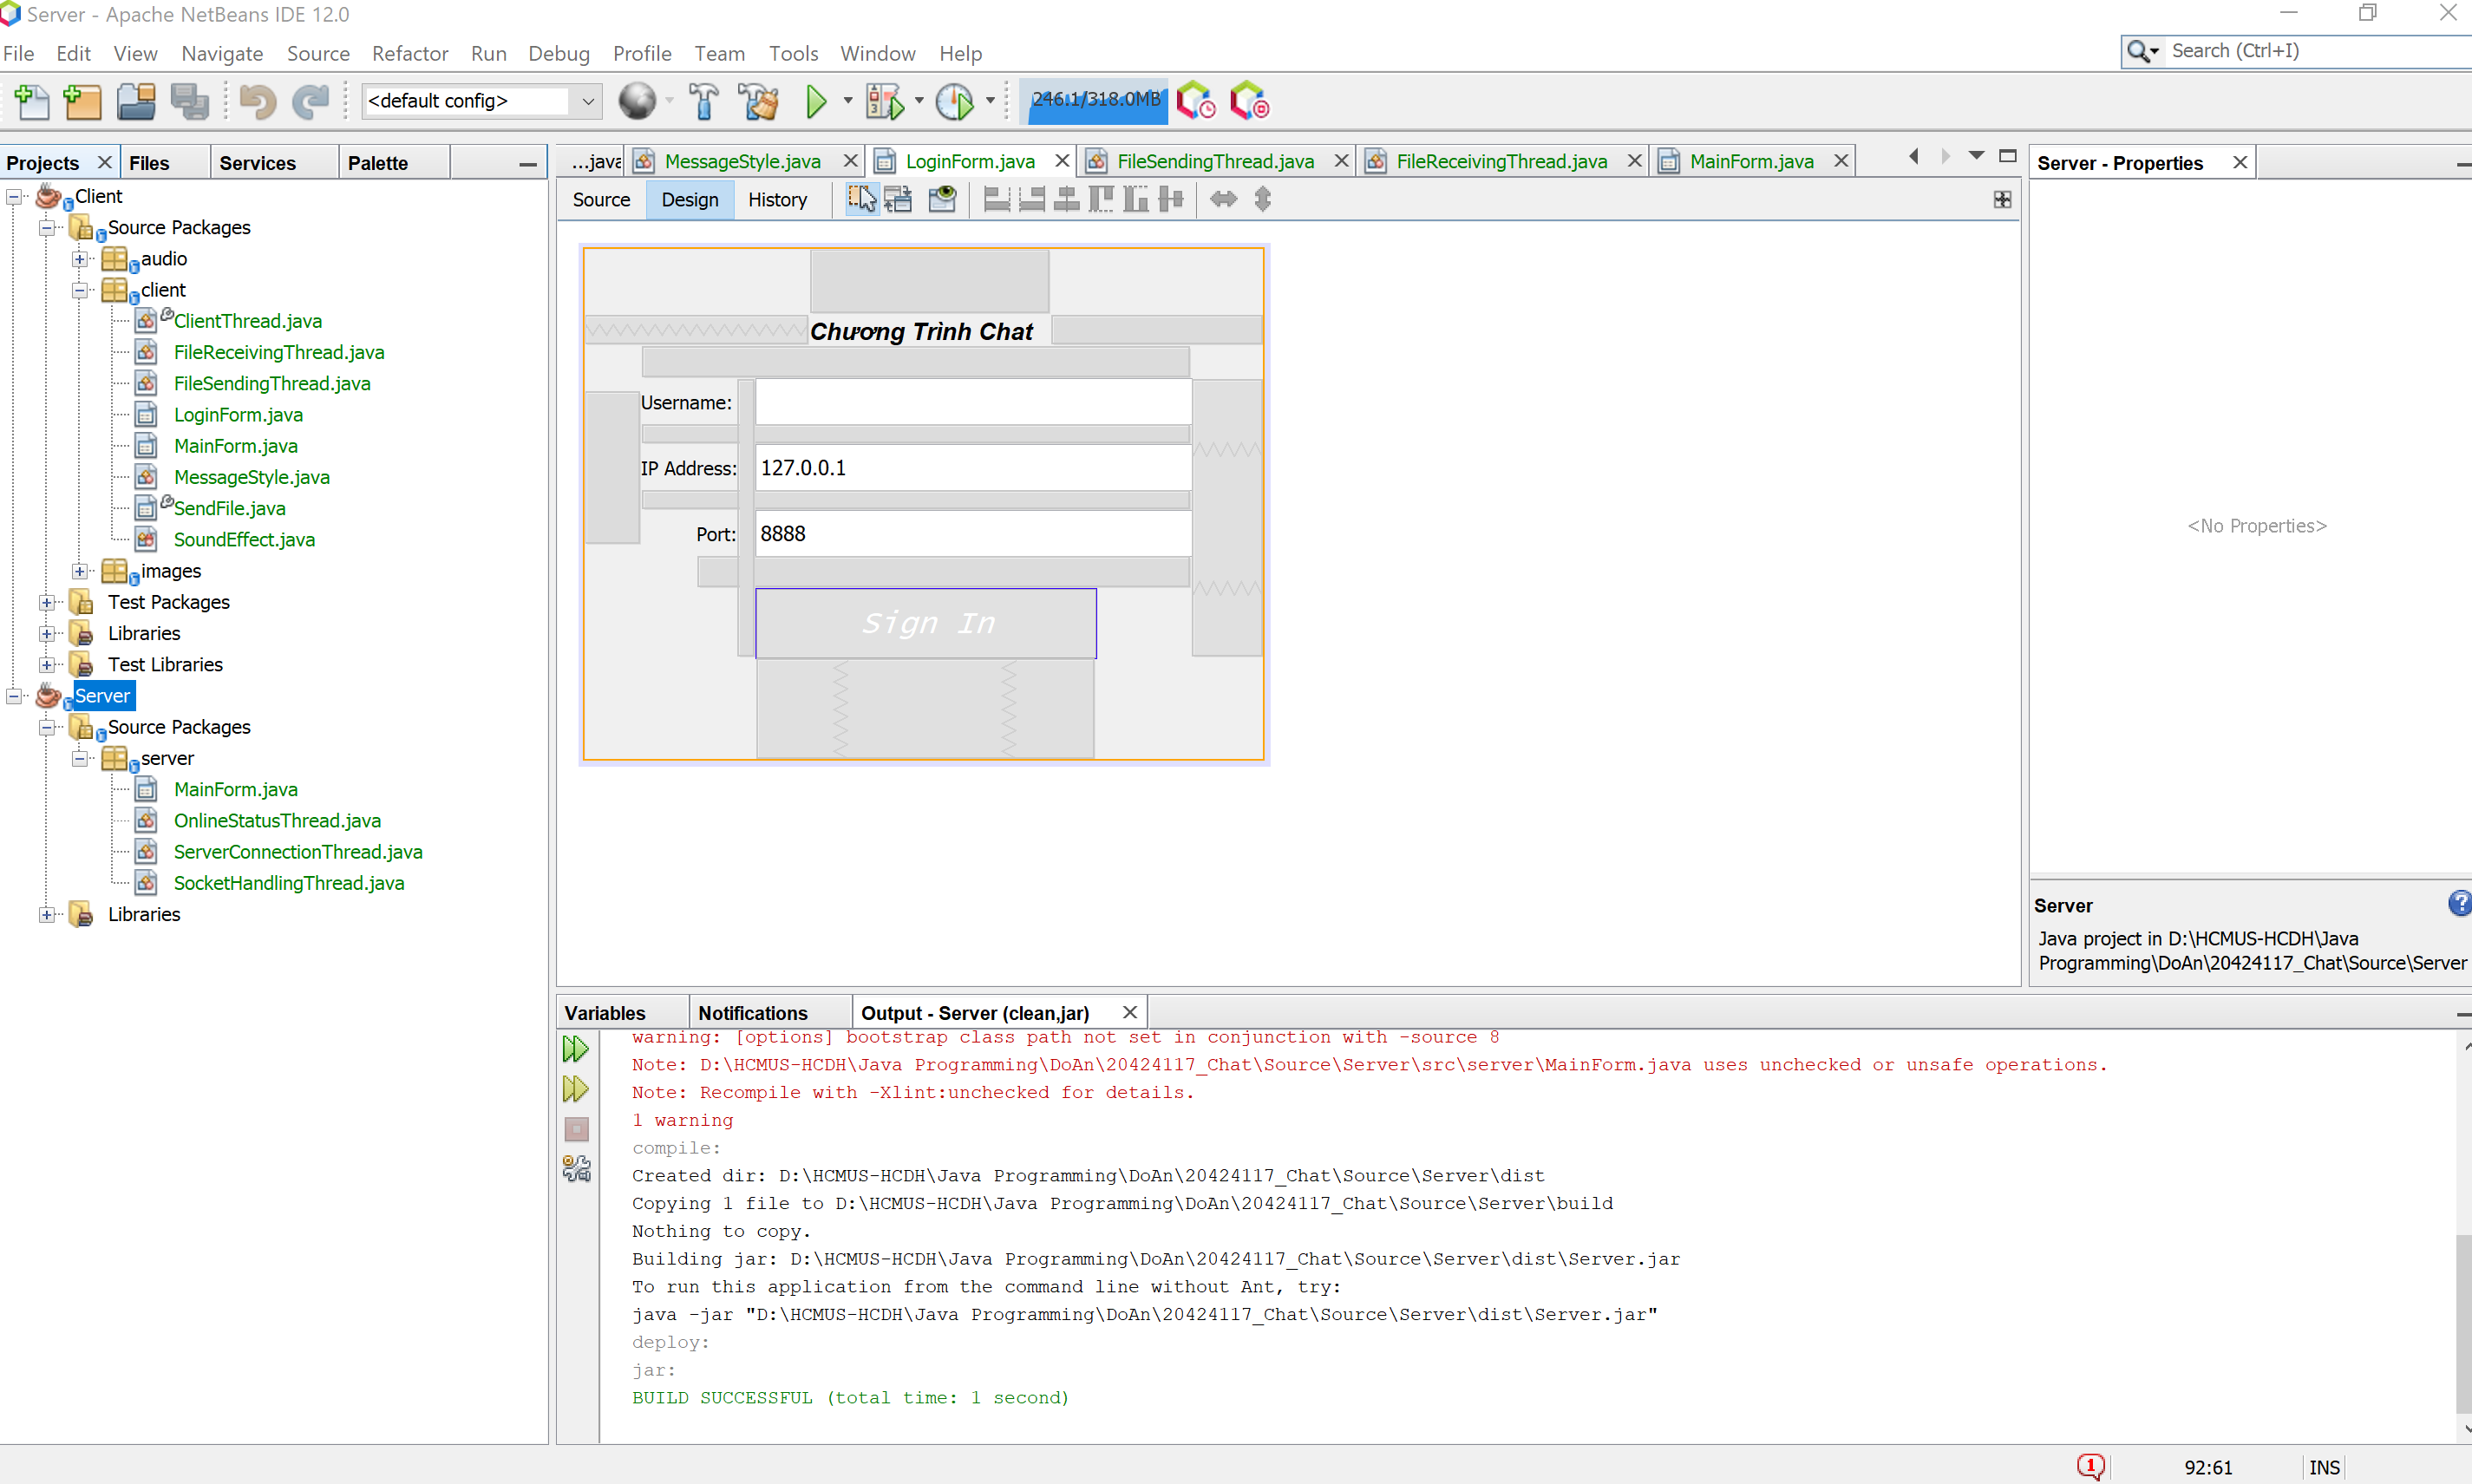 Server - Apache NetBeans IDE 12.0
File Edit View Navigate Source Refactor Run Debug Profile Team Tools Window Help
Search (Ctrl+I)
<default config>
246.1/318.0MB
Projects Files Services Palette
Client
Source Packages
audio
client
ClientThread.java
FileReceivingThread.java
FileSendingThread.java
LoginForm.java
MainForm.java
MessageStyle.java
SendFile.java
SoundEffect.java
images
Test Packages
Libraries
Test Libraries
Server
Source Packages
server
MainForm.java
OnlineStatusThread.java
ServerConnectionThread.java
SocketHandlingThread.java
Libraries
...java MessageStyle.java LoginForm.java FileSendingThread.java FileReceivingThread.java MainForm.java
Source Design History
Chương Trình Chat
Username:
IP Address: 127.0.0.1
Port: 8888
Sign In
Server - Properties
<No Properties>
Server
Java project in D:\HCMUS-HCDH\Java
Programming\DoAn\20424117_Chat\Source\Server
Variables Notifications Output - Server (clean,jar)
warning: [options] bootstrap class path not set in conjunction with -source 8
Note: D:\HCMUS-HCDH\Java Programming\DoAn\20424117_Chat\Source\Server\src\server\MainForm.java uses unchecked or unsafe operations.
Note: Recompile with -Xlint:unchecked for details.
1 warning
compile:
Created dir: D:\HCMUS-HCDH\Java Programming\DoAn\20424117_Chat\Source\Server\dist
Copying 1 file to D:\HCMUS-HCDH\Java Programming\DoAn\20424117_Chat\Source\Server\build
Nothing to copy.
Building jar: D:\HCMUS-HCDH\Java Programming\DoAn\20424117_Chat\Source\Server\dist\Server.jar
To run this application from the command line without Ant, try:
java -jar "D:\HCMUS-HCDH\Java Programming\DoAn\20424117_Chat\Source\Server\dist\Server.jar"
deploy:
jar:
BUILD SUCCESSFUL (total time: 1 second)
1 92:61 INS